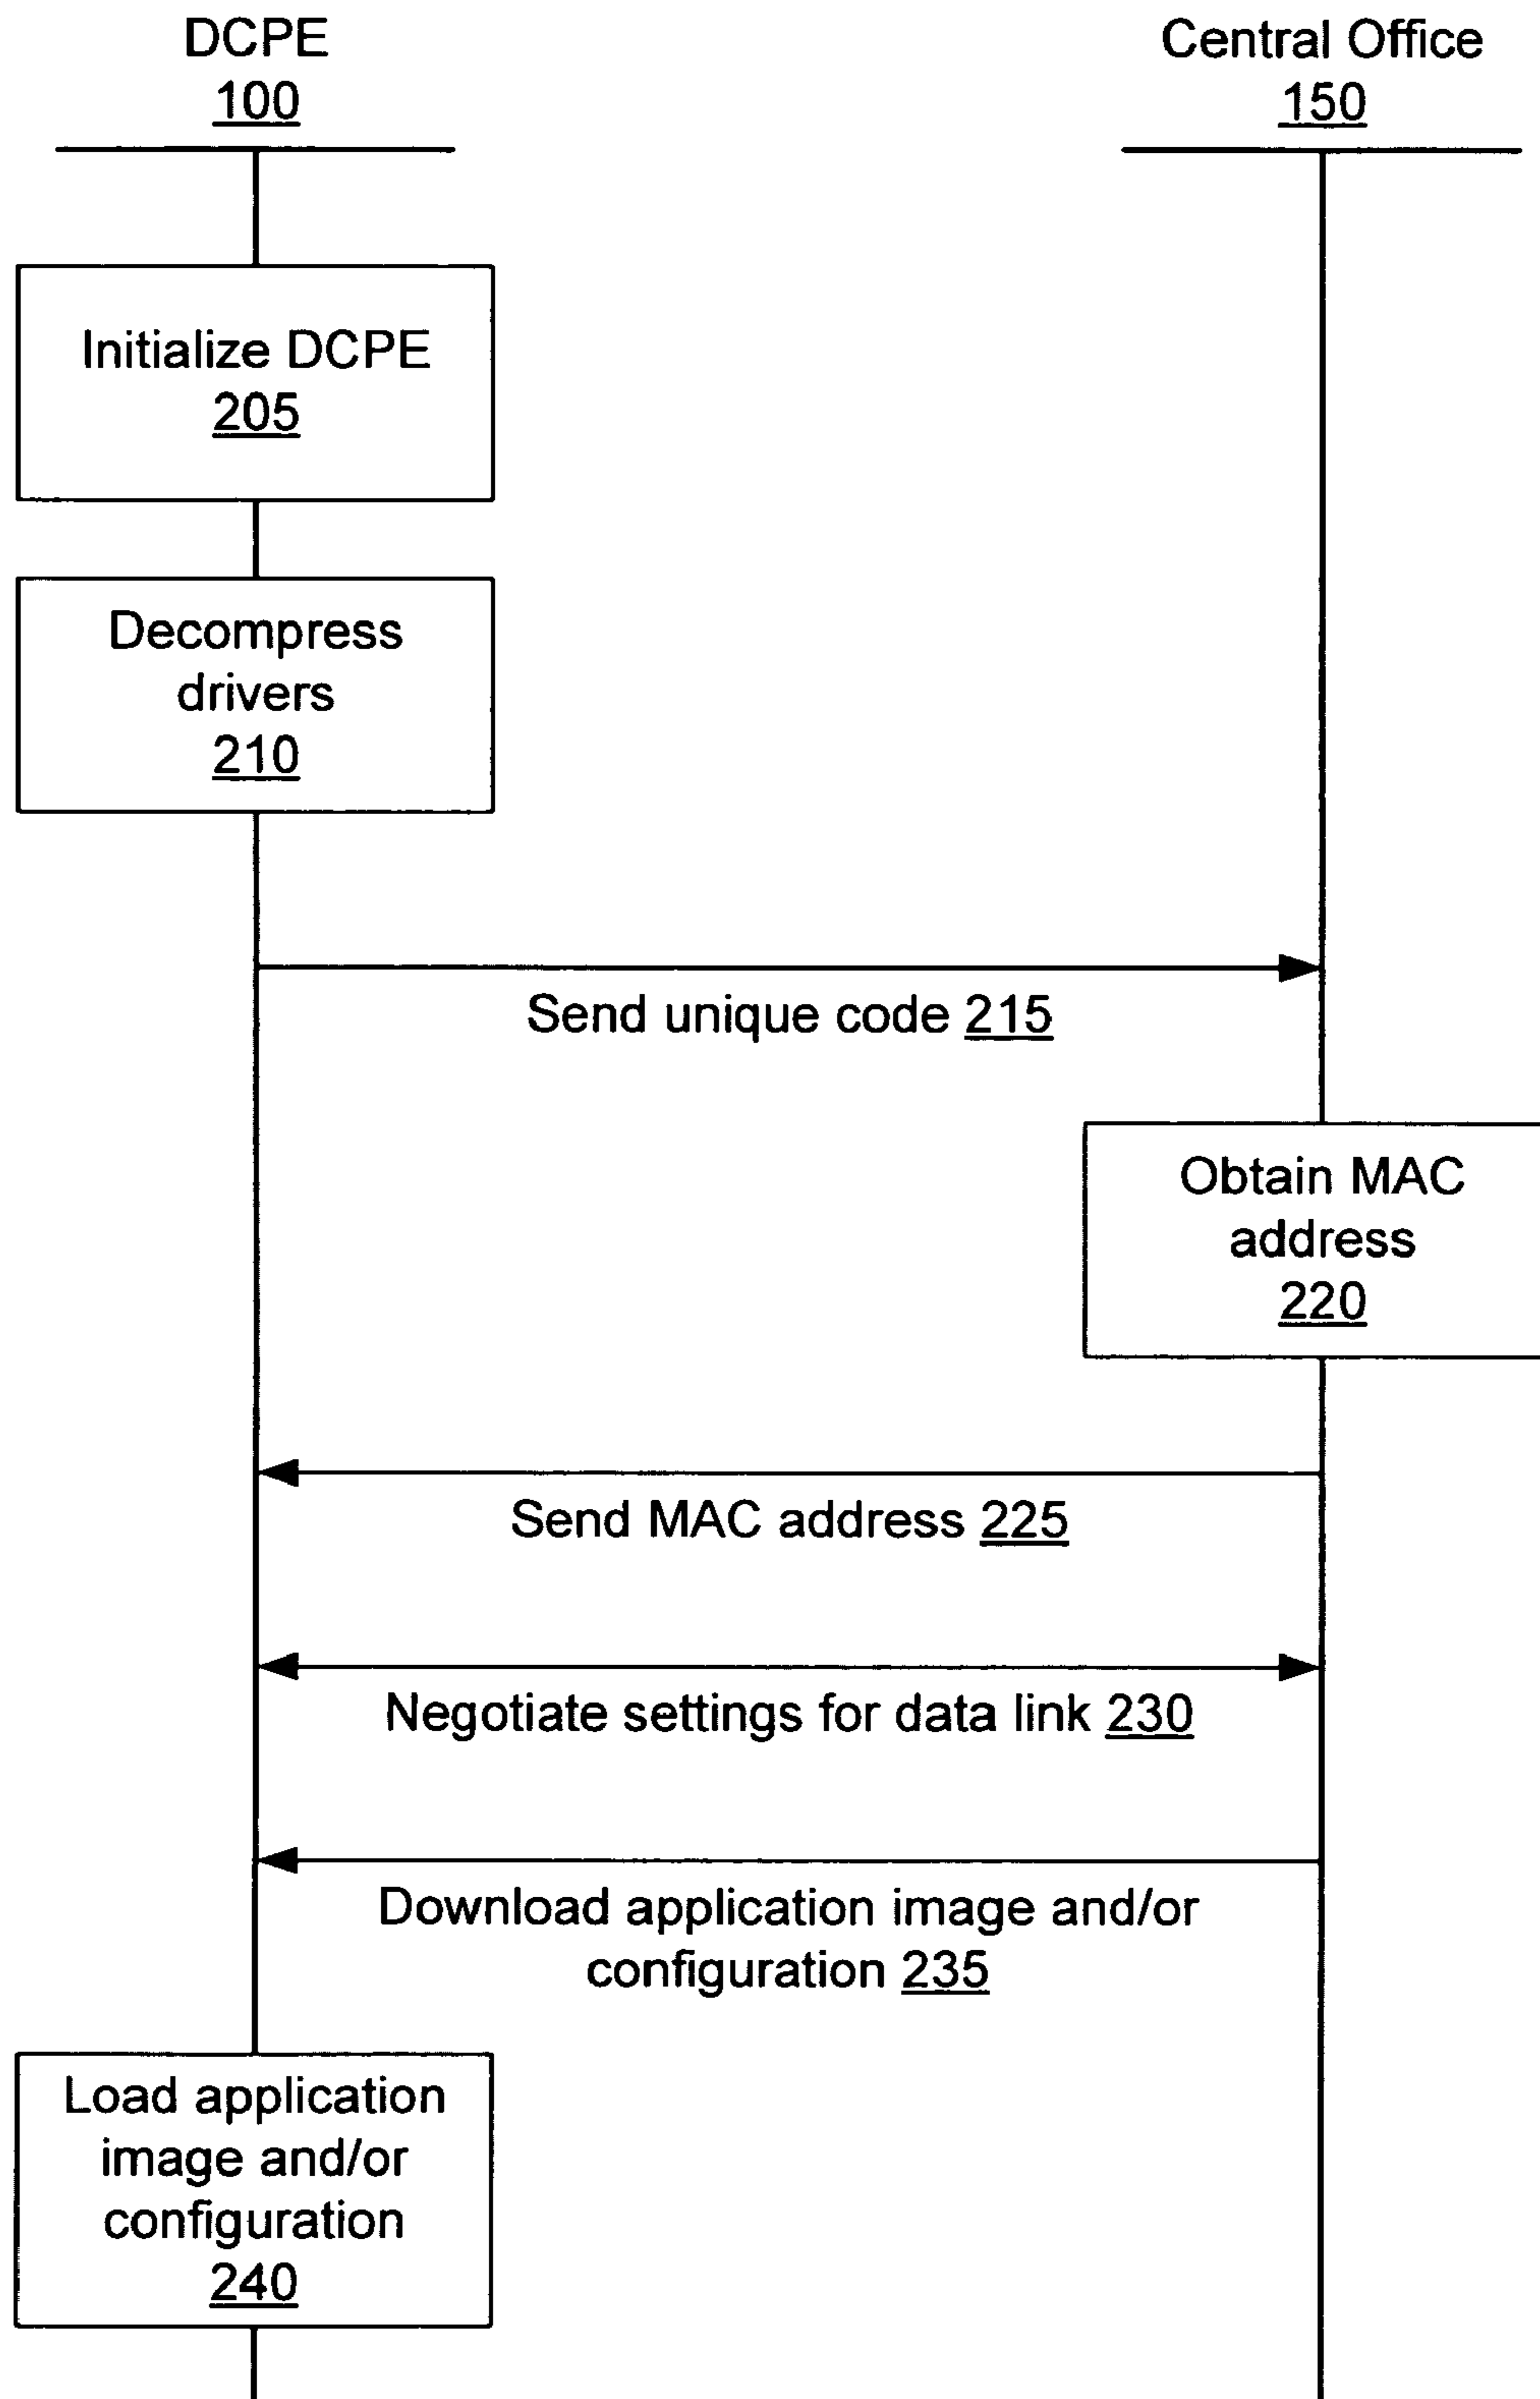 DCPE
100
Central Office
150
Initialize DCPE
205
Decompress
drivers
210
Send unique code 215
Obtain MAC
address
220
Send MAC address 225
Negotiate settings for data link 230
Download application image and/or
configuration 235
Load application
image and/or
configuration
240